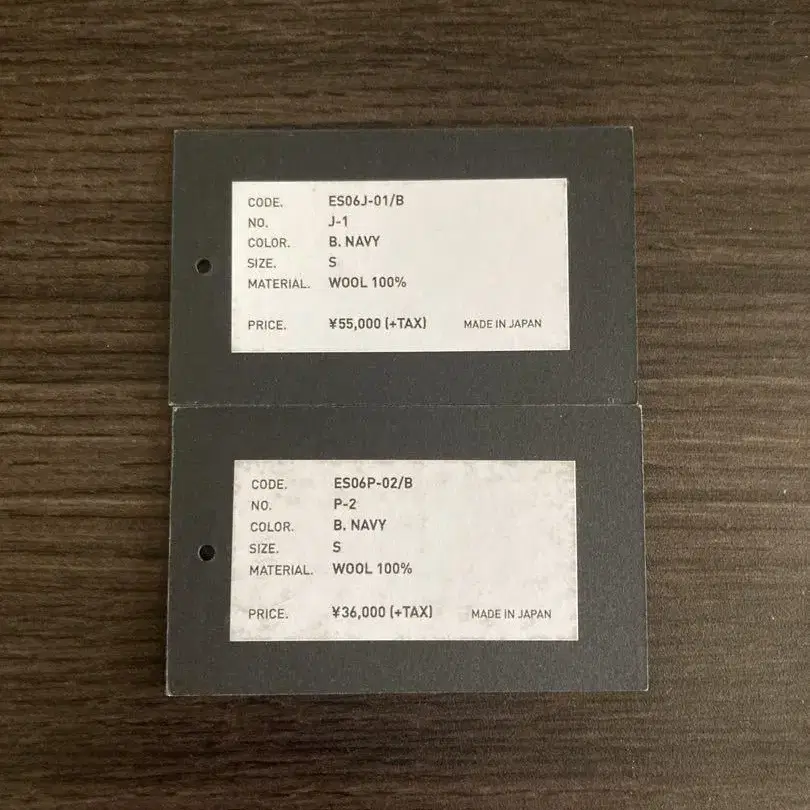 CODE. ES06J-01/B
NO. J-1
COLOR. B. NAVY
SIZE. S
MATERIAL. WOOL 100%
PRICE. ¥55,000 (+TAX) MADE IN JAPAN
CODE. ES06P-02/B
NO. P-2
COLOR. B. NAVY
SIZE. S
MATERIAL. WOOL 100%
PRICE. ¥36,000 (+TAX) MADE IN JAPAN